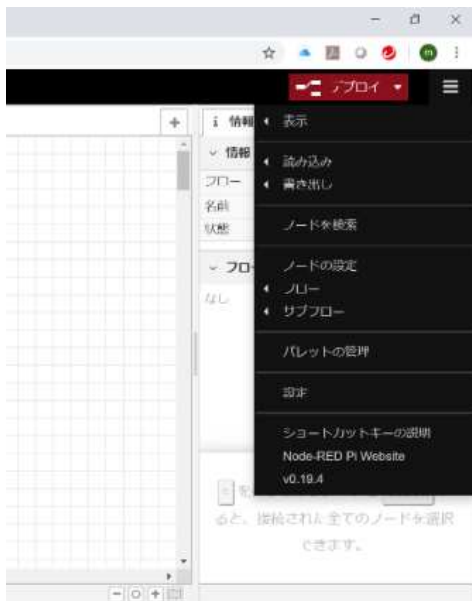 デプロイ
i 情報
情報
フロー
名前
状態
フロー
なし
表示
読み込み
書き出し
ノードを検索
ノードの設定
フロー
サブフロー
パレットの管理
設定
ショートカットキーの説明
Node-RED Pi Website
v0.19.4
を
ると、接続された全てのノードを選択
できます。